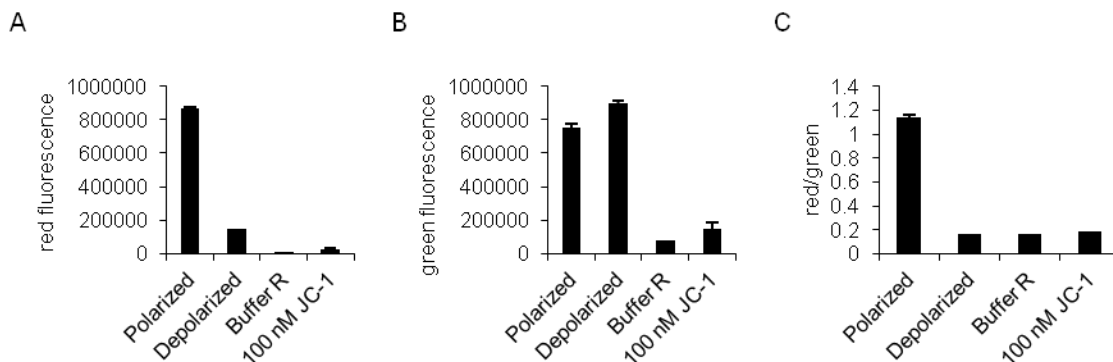 A
red fluorescence
1000000
800000
600000
400000
200000
0
Polarized
Depolarized
Buffer R
100 nM JC-1
B
green fluorescence
1000000
800000
600000
400000
200000
0
Polarized
Depolarized
Buffer R
100 nM JC-1
C
red/green
1.4
1.2
1
0.8
0.6
0.4
0.2
0
Polarized
Depolarized
Buffer R
100 nM JC-1